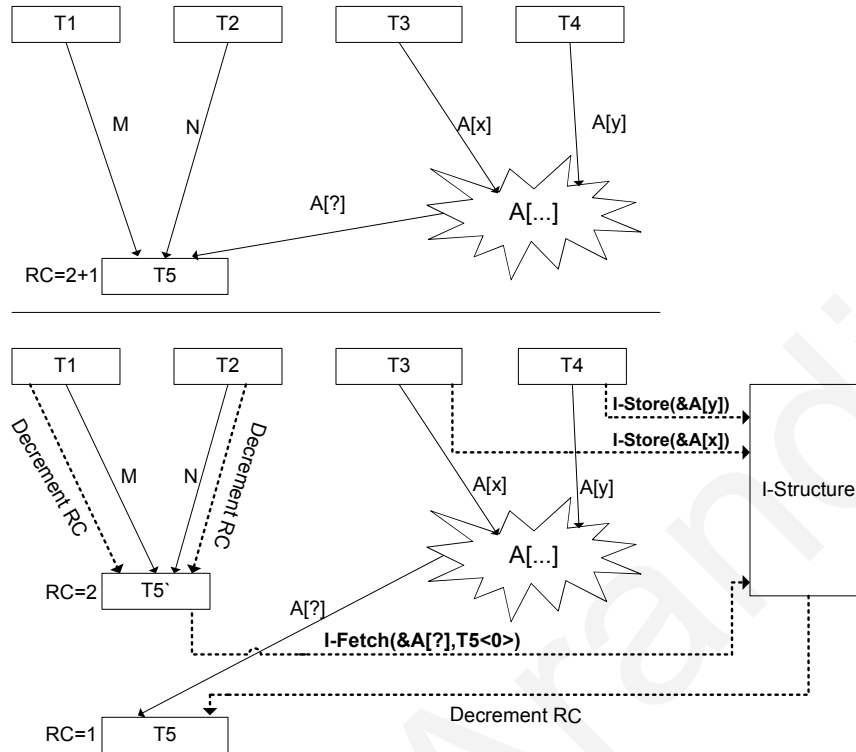 T1
T2
T3
T4
M
N
A[x]
A[y]
A[...]
A[?]
RC=2+1
T5
T1
T2
T3
T4
I-Store(&A[y])
I-Store(&A[x])
I-Structure
Decrement RC
M
N
Decrement RC
A[x]
A[y]
A[...]
RC=2
T5`
A[?]
I-Fetch(&A[?],T5<0>)
Decrement RC
RC=1
T5
Arandi